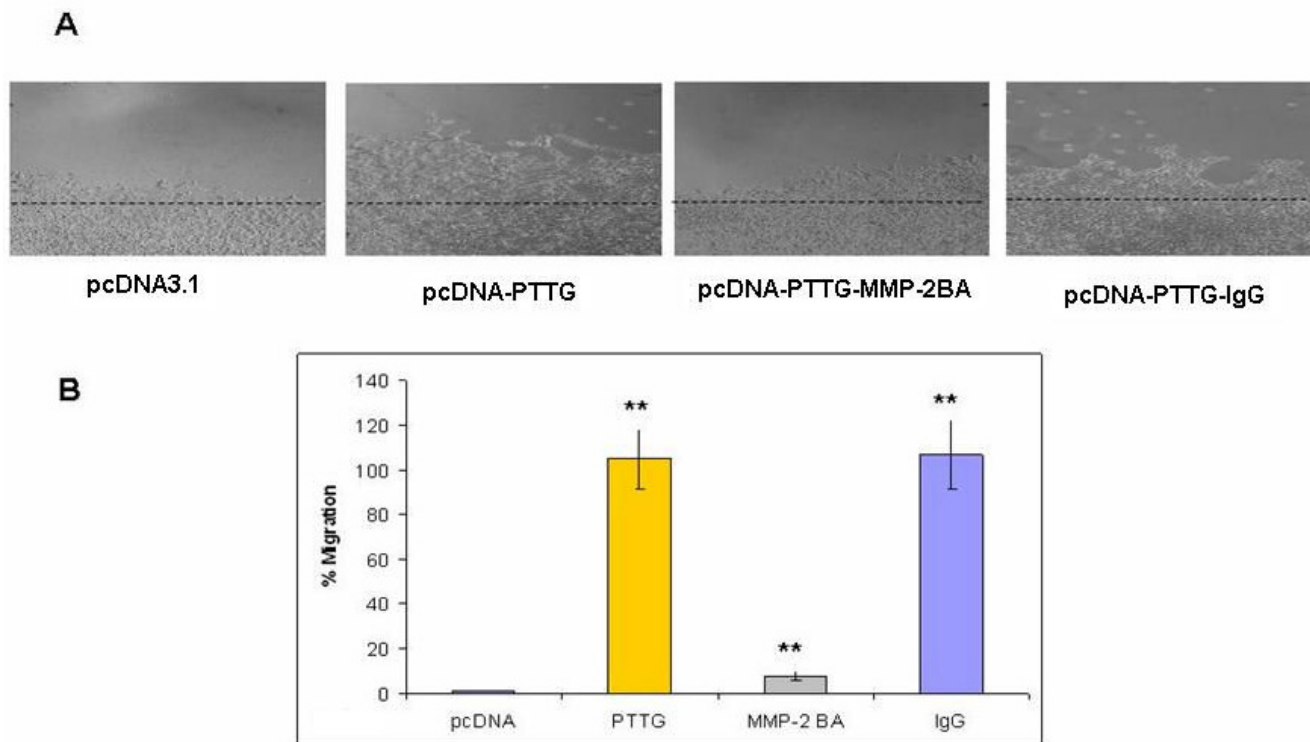 A
pcDNA3.1 pcDNA-PTTG pcDNA-PTTG-MMP-2BA pcDNA-PTTG-IgG
B
% Migration
140
120
100
80
60
40
20
0
** ** **
pcDNA PTTG MMP-2 BA IgG